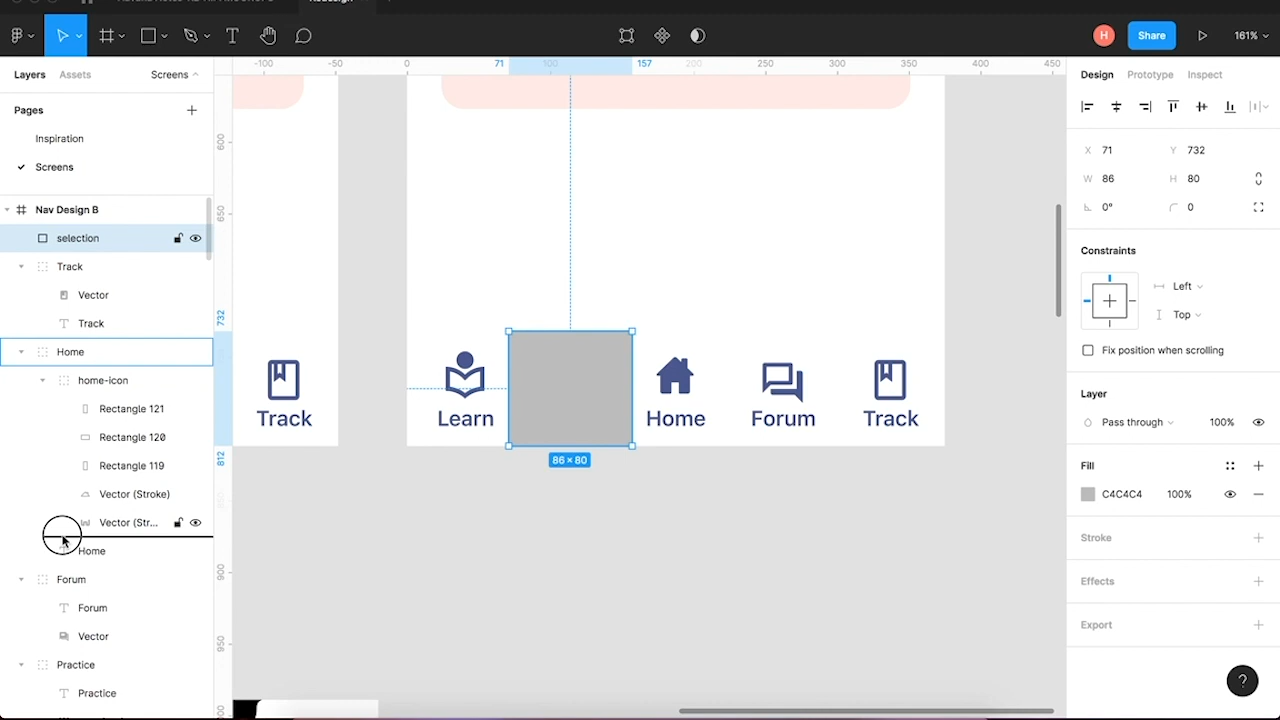 Redesign
Share
161%
Layers
Assets
Screens
-100
-50
0
71
100
157
200
250
300
350
400
450
Design
Prototype
Inspect
Pages
Inspiration
Screens
X 71
Y 732
W 86
H 80
0°
0
Nav Design B
selection
Track
Vector
Track
Home
home-icon
Rectangle 121
Rectangle 120
Rectangle 119
Vector (Stroke)
Vector (Str...
Home
Forum
Forum
Vector
Practice
Practice
600
650
732
812
900
950
Constraints
Left
Top
Fix position when scrolling
Layer
Pass through
100%
Fill
C4C4C4
100%
Stroke
Effects
Export
Track
Learn
Home
Forum
Track
86 × 80
H
?